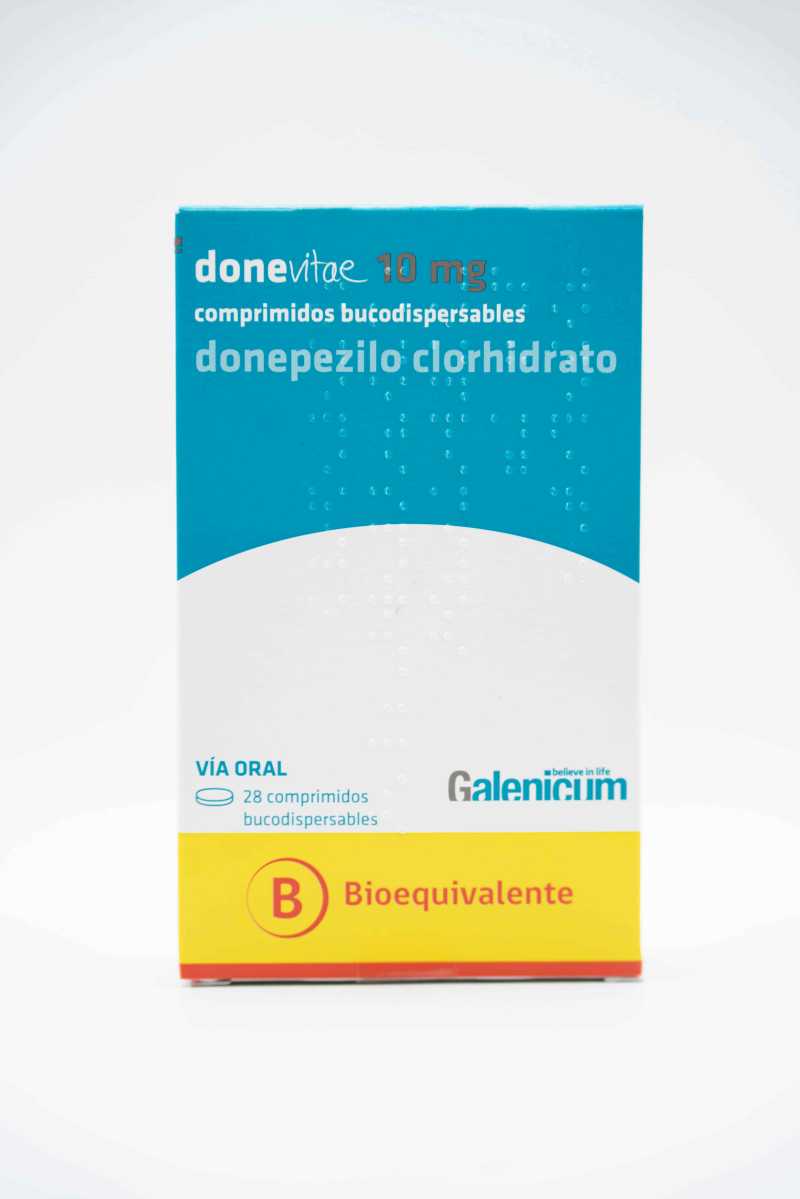 donevitae 10 mg
comprimidos bucodispersables
donepezilo clorhidrato
VÍA ORAL
28 comprimidos
bucodispersables
believe in life
Galenicum
B Bioequivalente